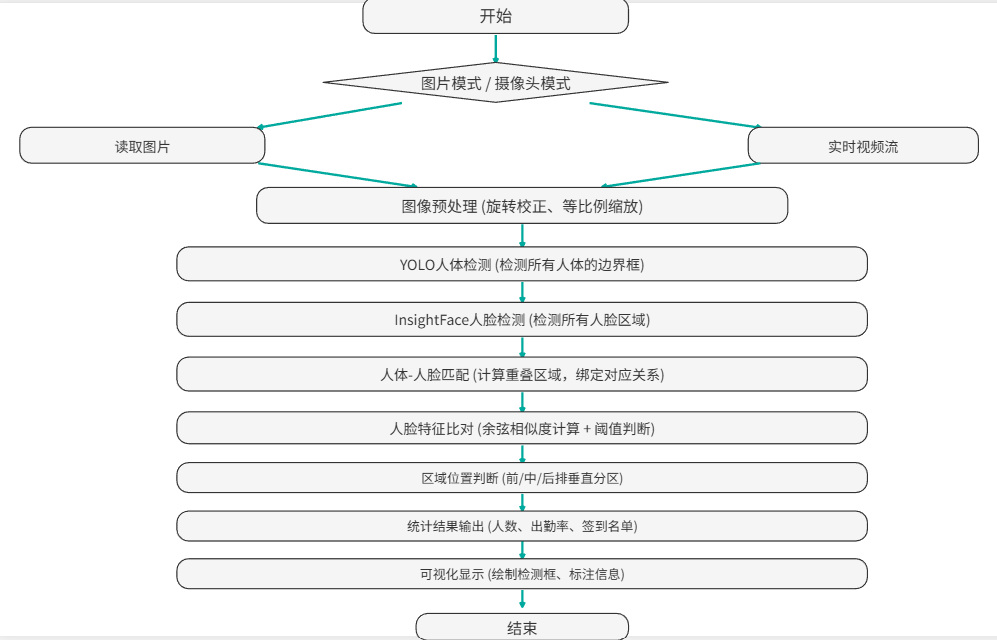 开始
图片模式 / 摄像头模式
读取图片
实时视频流
图像预处理 (旋转校正、等比例缩放)
YOLO人体检测 (检测所有人体的边界框)
InsightFace人脸检测 (检测所有人脸区域)
人体-人脸匹配 (计算重叠区域，绑定对应关系)
人脸特征比对 (余弦相似度计算 + 阈值判断)
区域位置判断 (前/中/后排垂直分区)
统计结果输出 (人数、出勤率、签到名单)
可视化显示 (绘制检测框、标注信息)
结束